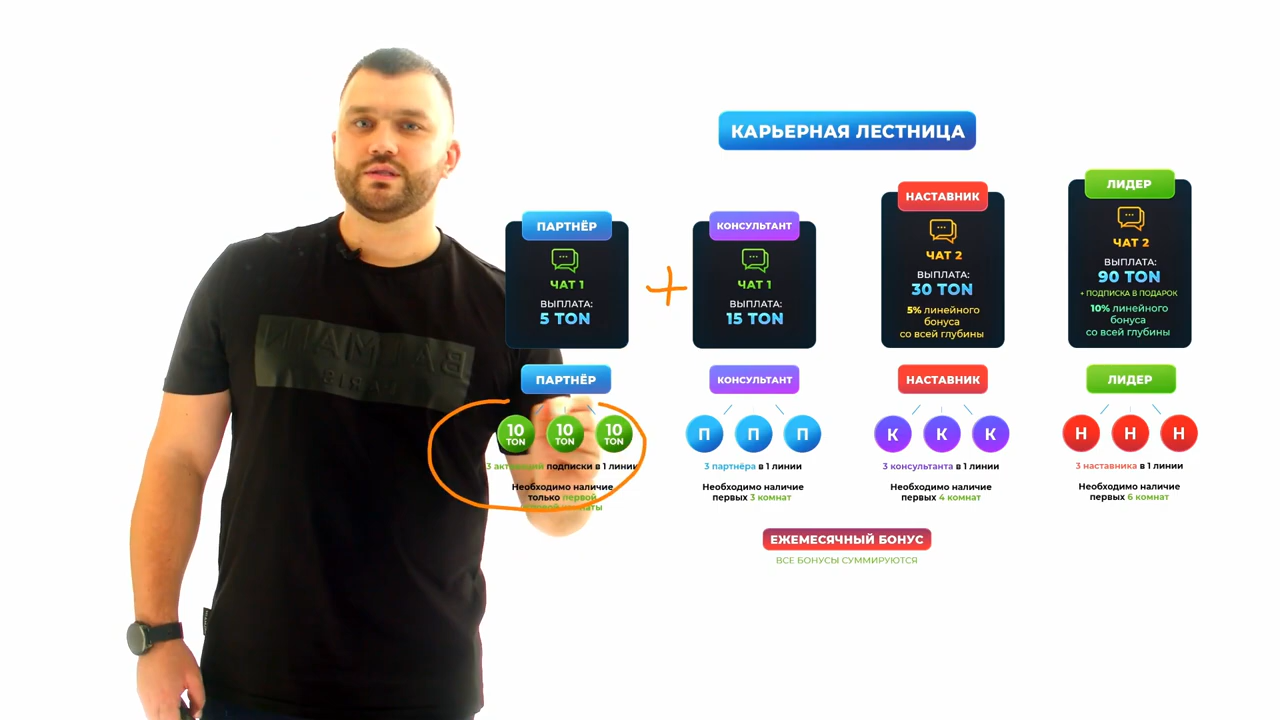 КАРЬЕРНАЯ ЛЕСТНИЦА
ПАРТНЁР
ЧАТ 1
ВЫПЛАТА:
5 TON
+
КОНСУЛЬТАНТ
ЧАТ 1
ВЫПЛАТА:
15 TON
НАСТАВНИК
ЧАТ 2
ВЫПЛАТА:
30 TON
5% линейного
бонуса
со всей глубины
ЛИДЕР
ЧАТ 2
ВЫПЛАТА:
90 TON
+ ПОДПИСКА В ПОДАРОК
10% линейного
бонуса
со всей глубины
BALMAIN
PARIS
ПАРТНЁР
10 TON
10 TON
10 TON
3 активных подписки в 1 линии
Необходимо наличие
только первой
КОНСУЛЬТАНТ
П П П
3 партнёра в 1 линии
Необходимо наличие
первых 3 комнат
НАСТАВНИК
К К К
3 консультанта в 1 линии
Необходимо наличие
первых 4 комнат
ЛИДЕР
Н Н Н
3 наставника в 1 линии
Необходимо наличие
первых 6 комнат
ЕЖЕМЕСЯЧНЫЙ БОНУС
ВСЕ БОНУСЫ СУММИРУЮТСЯ